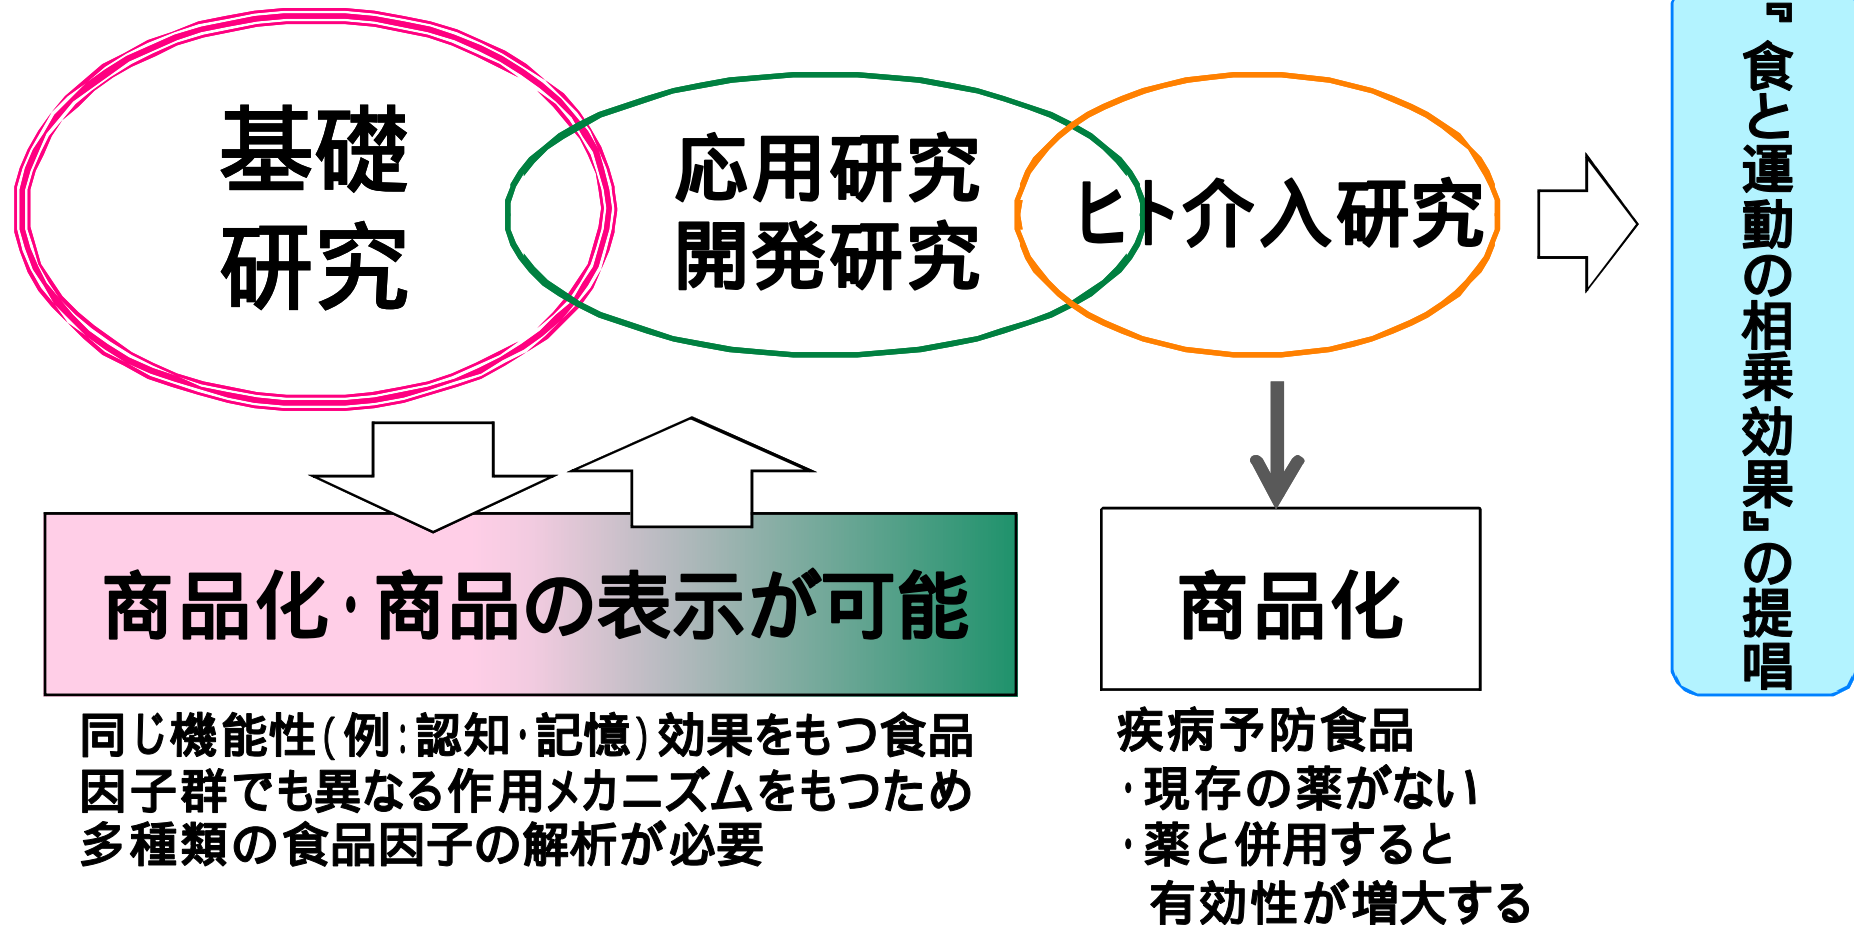 基礎
研究
応用研究
開発研究
ヒト介入研究
『食と運動の相乗効果』の提唱
商品化・商品の表示が可能
商品化
同じ機能性(例:認知・記憶)効果をもつ食品
因子群でも異なる作用メカニズムをもつため
多種類の食品因子の解析が必要
疾病予防食品
・現存の薬がない
・薬と併用すると
有効性が増大する